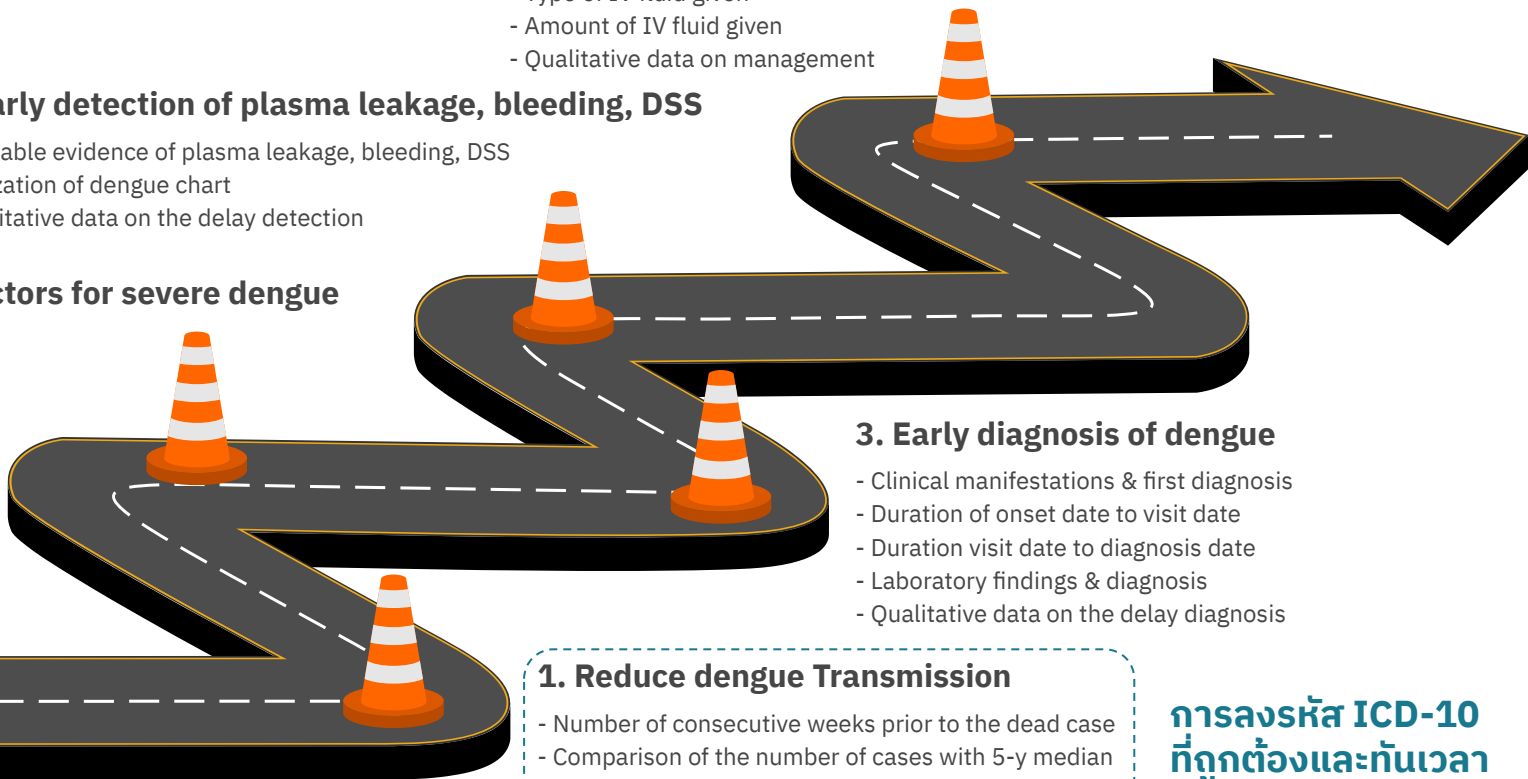 - Type of IV fluid given
- Amount of IV fluid given
- Qualitative data on management
arly detection of plasma leakage, bleeding, DSS
able evidence of plasma leakage, bleeding, DSS
zation of dengue chart
itative data on the delay detection
ctors for severe dengue
3. Early diagnosis of dengue
- Clinical manifestations & first diagnosis
- Duration of onset date to visit date
- Duration visit date to diagnosis date
- Laboratory findings & diagnosis
- Qualitative data on the delay diagnosis
1. Reduce dengue Transmission
- Number of consecutive weeks prior to the dead case
- Comparison of the number of cases with 5-y median
การลงรหัส ICD-10
ที่ถูกต้องและทันเวลา